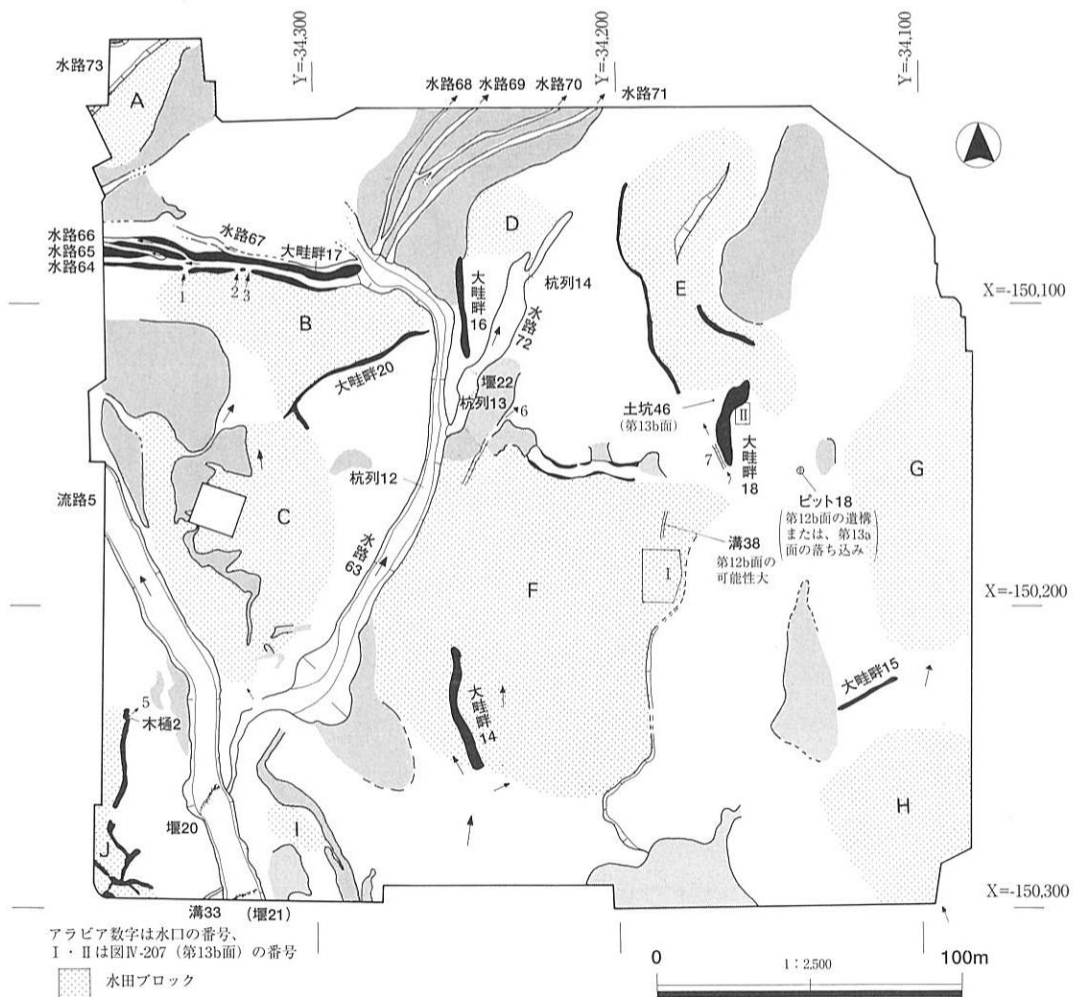 Y=-34,300
Y=-34,200
Y=-34,100
水路73
水路68
水路69
水路70
水路71
A
水路66
水路65
水路64
水路67
大畦畔17
1
2
3
B
大畦畔20
D
大畦畔16
杭列14
水路72
E
X=-150,100
堰22
杭列13
6
土坑46
(第13b面)
Ⅱ
大畦畔18
7
G
流路5
杭列12
C
水路63
ピット18
第12b面の遺構
または、第13a
面の落ち込み
溝38
第12b面の
可能性大
Ⅰ
F
X=-150,200
大畦畔14
大畦畔15
5
木樋2
H
堰20
I
J
溝33
(堰21)
X=-150,300
アラビア数字は水口の番号、
Ⅰ・Ⅱは図Ⅳ-207(第13b面)の番号
水田ブロック
0
1:2,500
100m